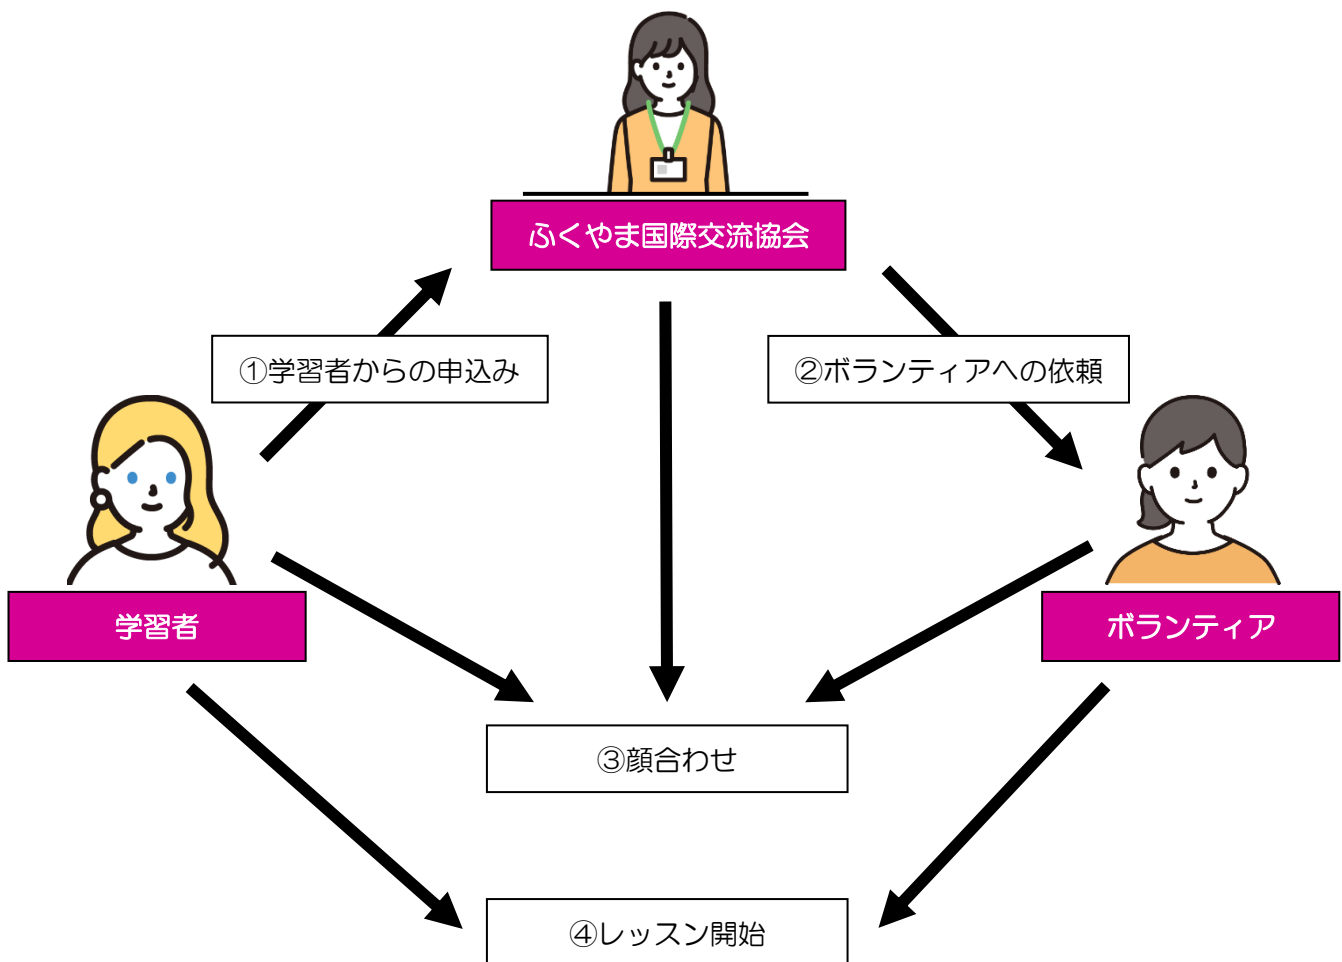 ふくやま国際交流協会
①学習者からの申込み
②ボランティアへの依頼
学習者
ボランティア
③顔合わせ
④レッスン開始